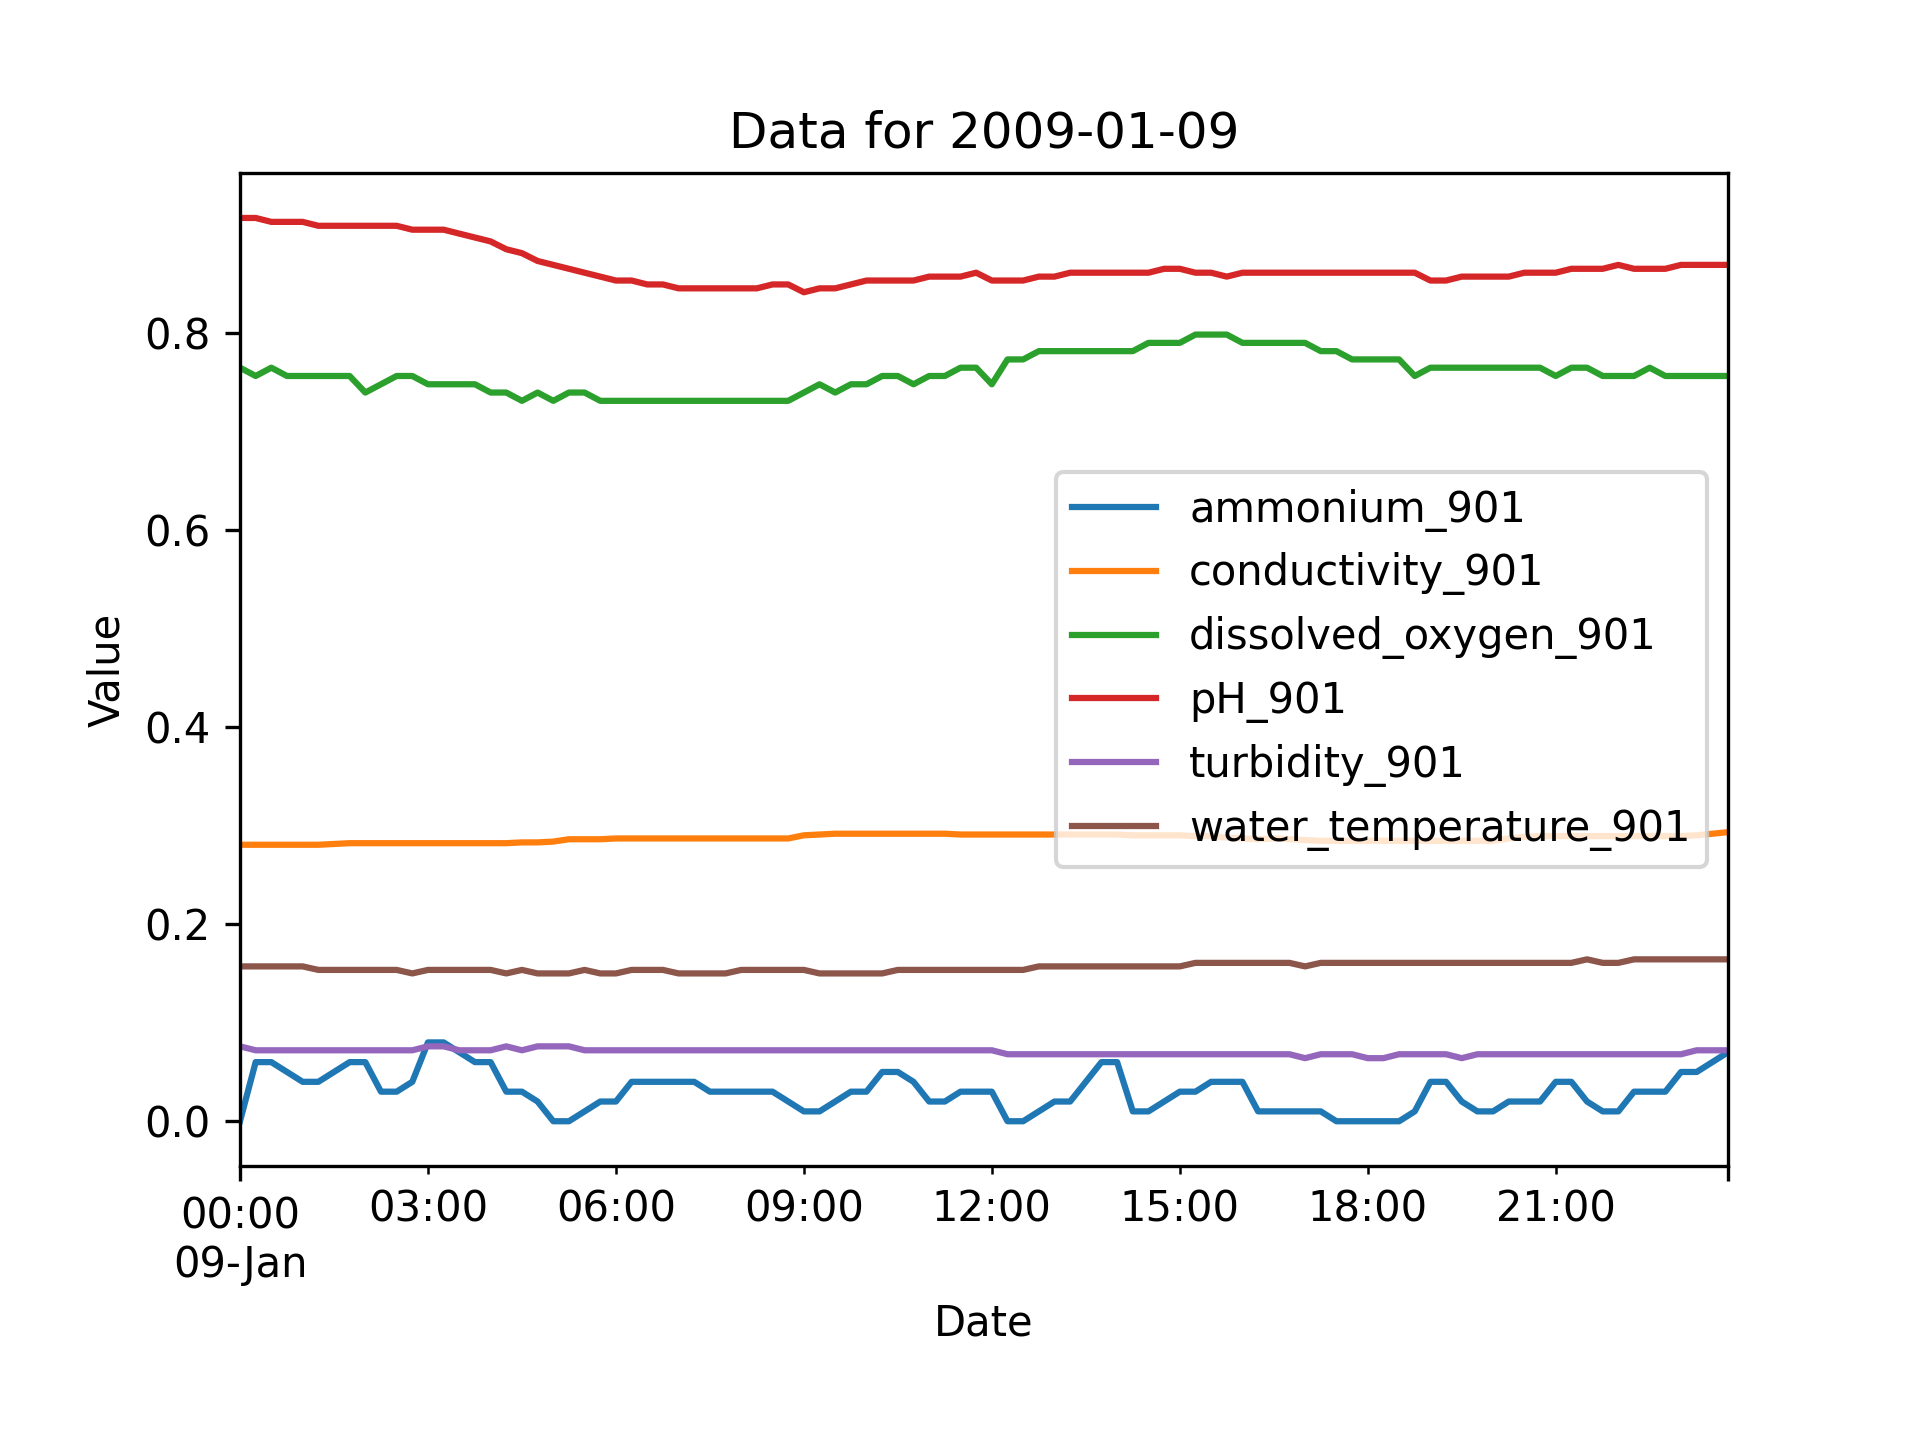 Data for 2009-01-09
0.8
0.6
0.4
0.2
0.0
Value
ammonium_901
conductivity_901
dissolved_oxygen_901
pH_901
turbidity_901
water_temperature_901
00:00 03:00 06:00 09:00 12:00 15:00 18:00 21:00
09-Jan
Date